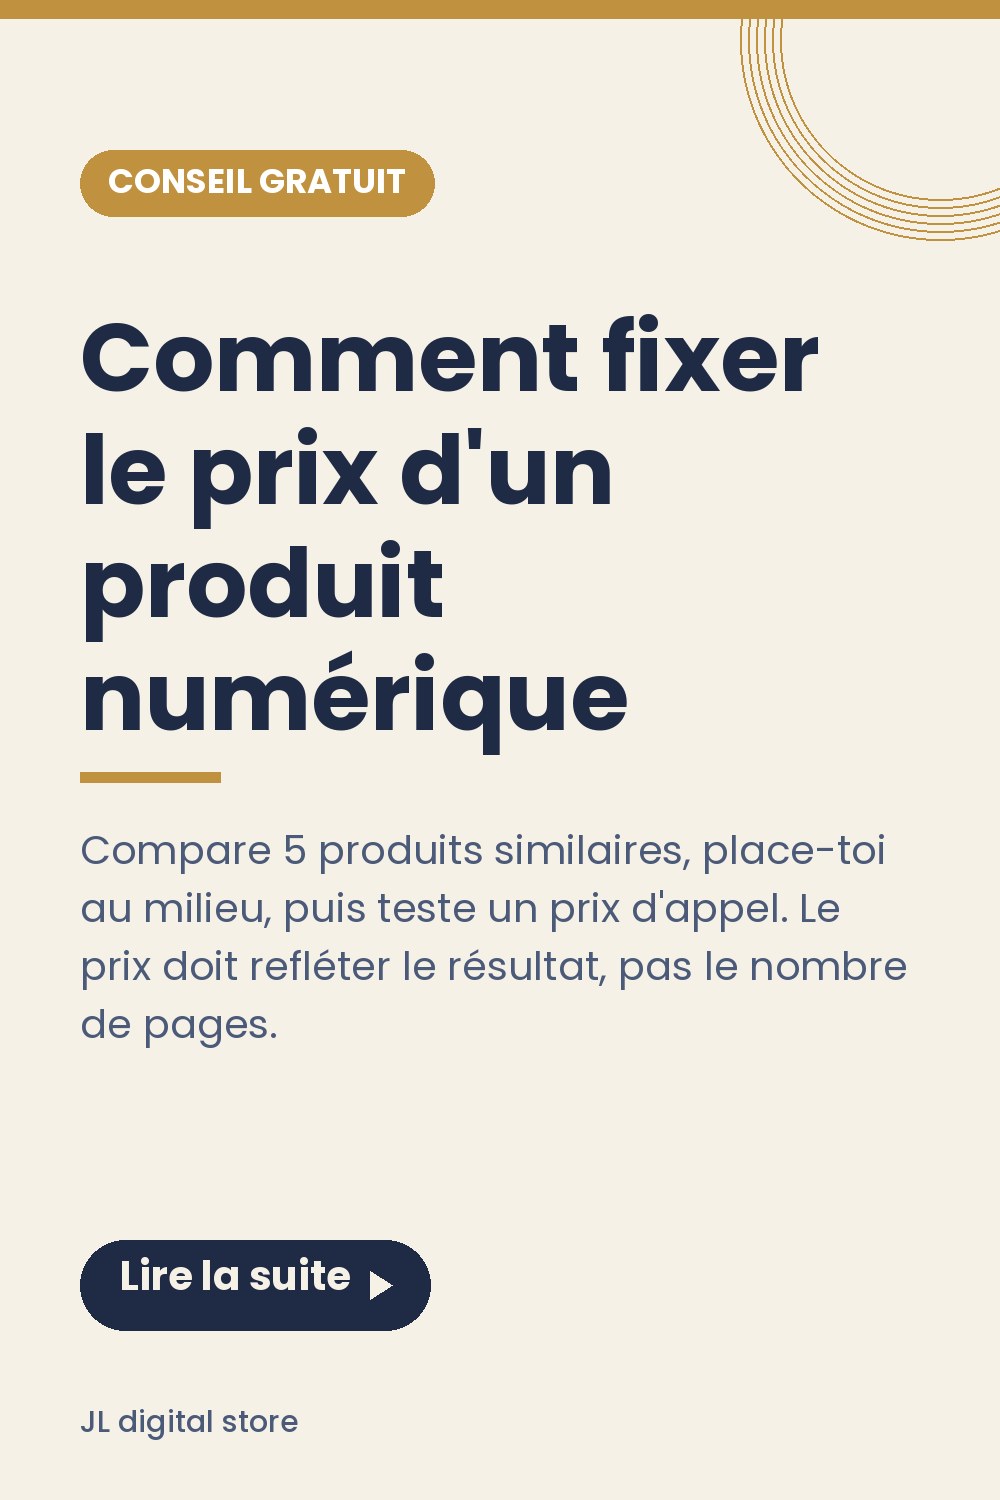 CONSEIL GRATUIT
Comment fixer
le prix d'un
produit
numérique
Compare 5 produits similaires, place-toi
au milieu, puis teste un prix d'appel. Le
prix doit refléter le résultat, pas le nombre
de pages.
Lire la suite
JL digital store